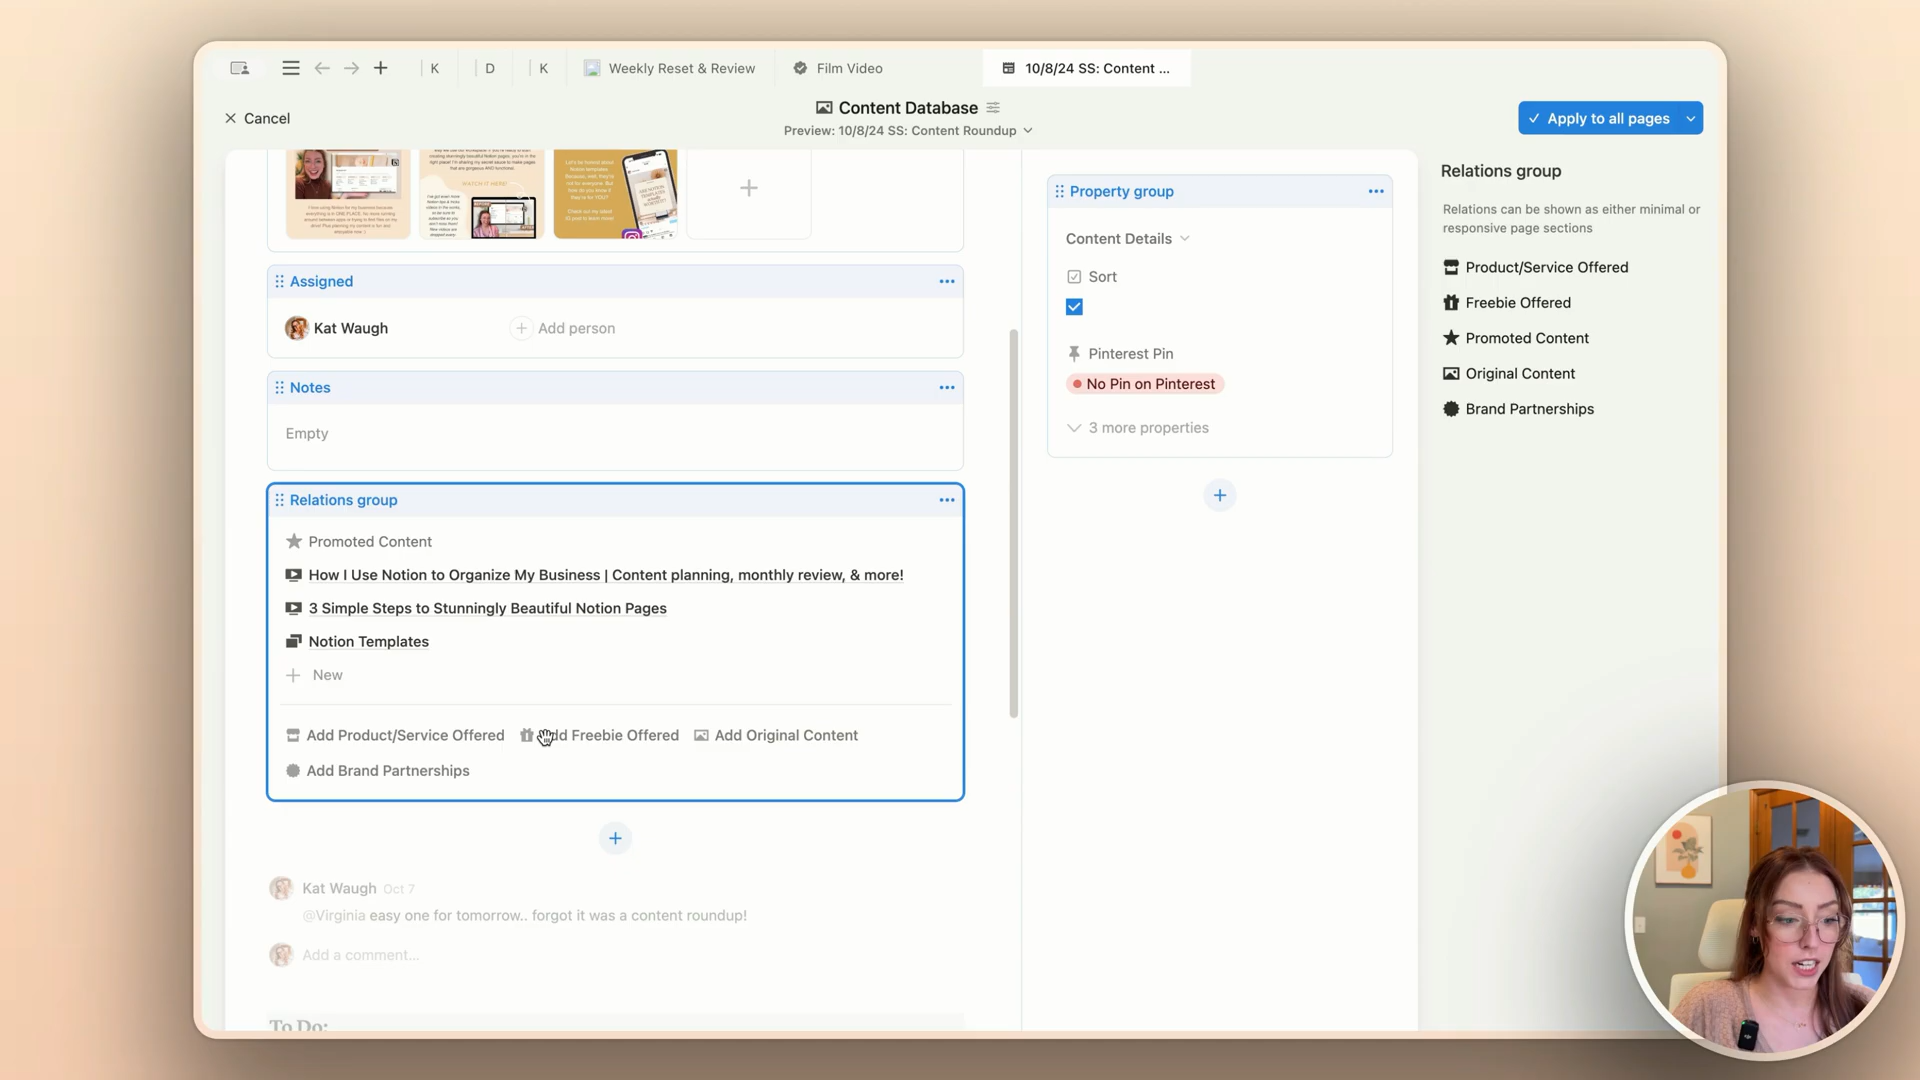 K
D
K
Weekly Reset & Review
Film Video
10/8/24 SS: Content ...
Cancel
Content Database
Preview: 10/8/24 SS: Content Roundup
Apply to all pages
WATCH IT HERE!
Assigned
Kat Waugh
Add person
Notes
Empty
Relations group
Promoted Content
How I Use Notion to Organize My Business | Content planning, monthly review, & more!
3 Simple Steps to Stunningly Beautiful Notion Pages
Notion Templates
New
Add Product/Service Offered
Freebie Offered
Add Original Content
Add Brand Partnerships
Kat Waugh Oct 7
@Virginia easy one for tomorrow.. forgot it was a content roundup!
Add a comment...
To Do:
Property group
Content Details
Sort
Pinterest Pin
No Pin on Pinterest
3 more properties
Relations group
Relations can be shown as either minimal or
responsive page sections
Product/Service Offered
Freebie Offered
Promoted Content
Original Content
Brand Partnerships